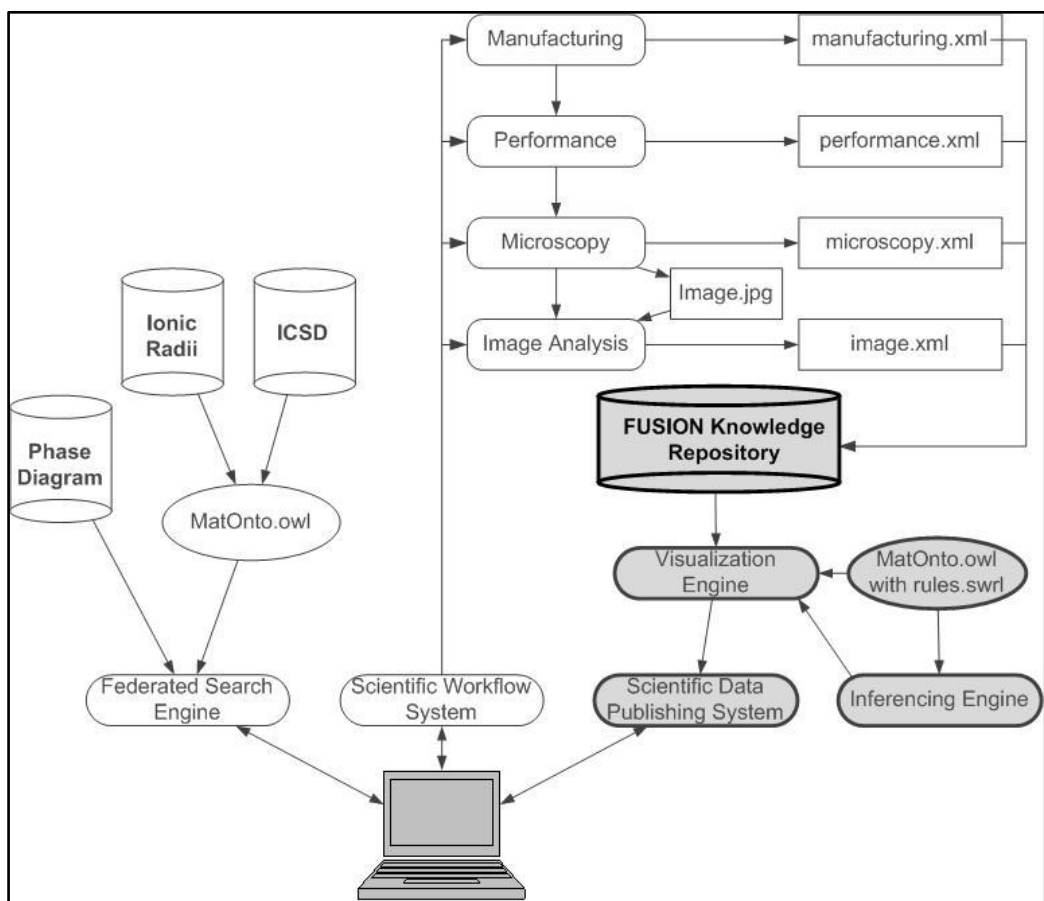 Manufacturing
manufacturing.xml
Performance
performance.xml
Microscopy
microscopy.xml
Image.jpg
Image Analysis
image.xml
Ionic
Radii
ICSD
Phase
Diagram
MatOnto.owl
FUSION Knowledge
Repository
Visualization
Engine
MatOnto.owl
with rules.swrl
Federated Search
Engine
Scientific Workflow
System
Scientific Data
Publishing System
Inferencing Engine